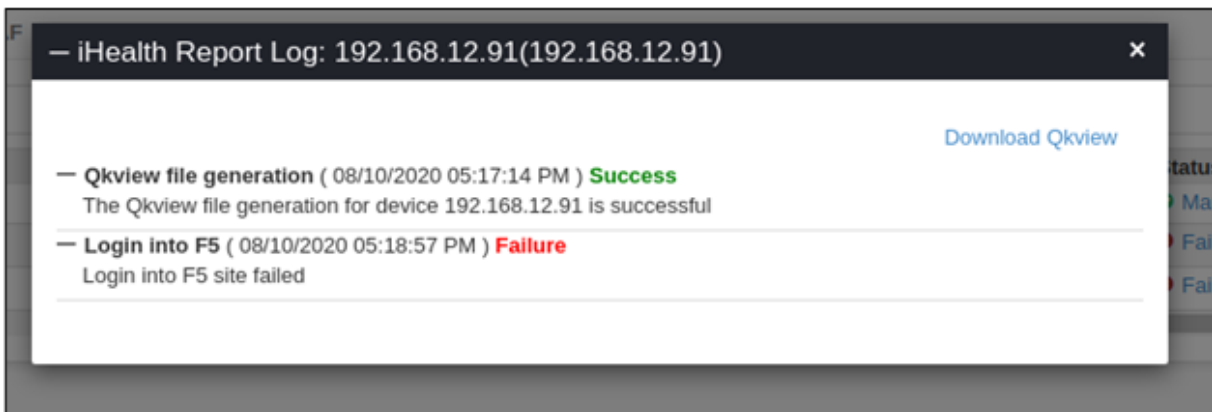 — iHealth Report Log: 192.168.12.91(192.168.12.91) ×
Download Qkview
— Qkview file generation ( 08/10/2020 05:17:14 PM ) Success
The Qkview file generation for device 192.168.12.91 is successful
— Login into F5 ( 08/10/2020 05:18:57 PM ) Failure
Login into F5 site failed